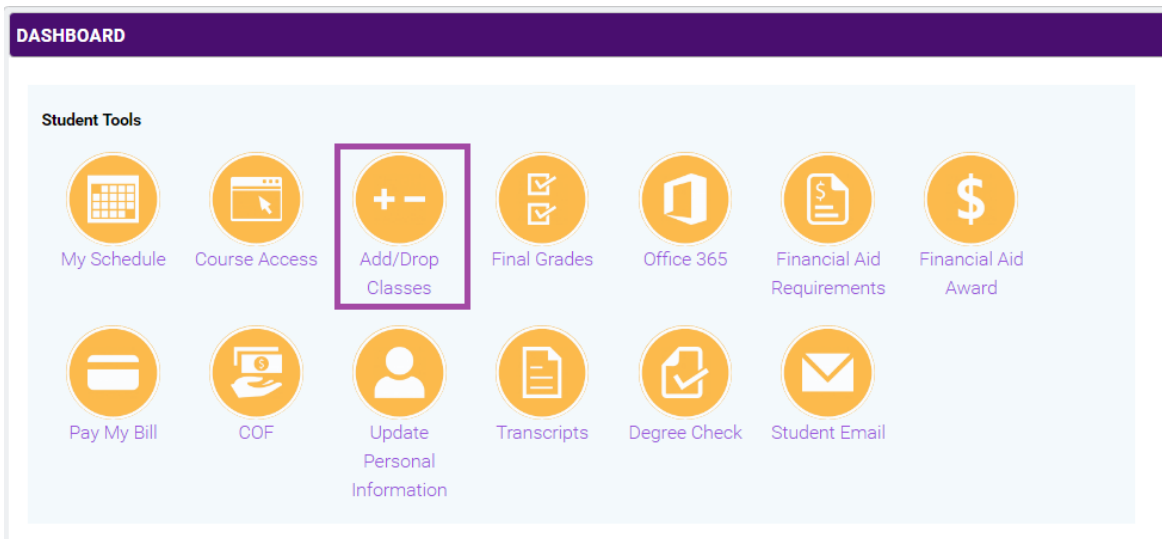 DASHBOARD
Student Tools
My Schedule
Course Access
Add/Drop
Classes
Final Grades
Office 365
Financial Aid
Requirements
Financial Aid
Award
Pay My Bill
COF
Update
Personal
Information
Transcripts
Degree Check
Student Email